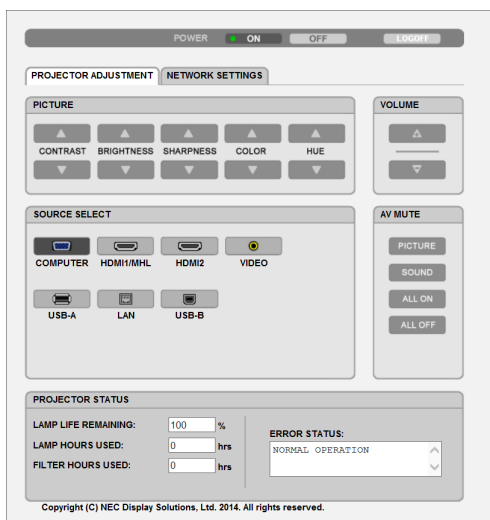 POWER ON OFF LOGOFF
PROJECTOR ADJUSTMENT NETWORK SETTINGS
PICTURE VOLUME
CONTRAST BRIGHTNESS SHARPNESS COLOR HUE
SOURCE SELECT AV MUTE
PICTURE
COMPUTER HDMI1/MHL HDMI2 VIDEO
SOUND
ALL ON
USB-A LAN USB-B
ALL OFF
PROJECTOR STATUS
LAMP LIFE REMAINING: 100 %
LAMP HOURS USED: 0 hrs
FILTER HOURS USED: 0 hrs
ERROR STATUS:
NORMAL OPERATION
Copyright (C) NEC Display Solutions, Ltd. 2014. All rights reserved.